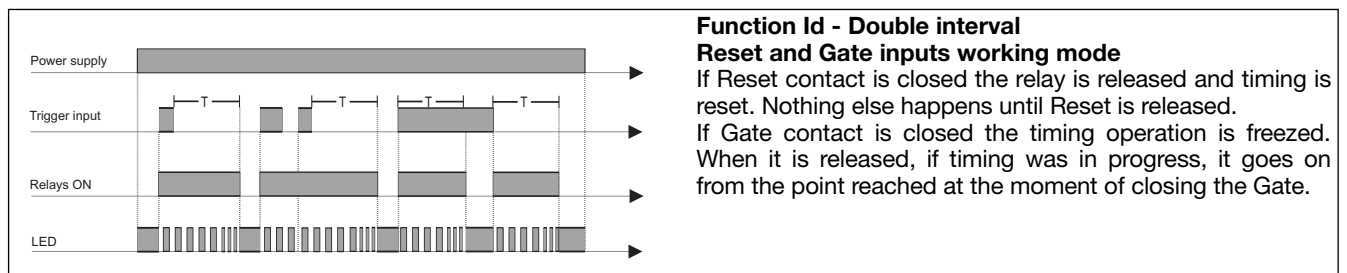 Power supply
T T T T
Trigger input
Relays ON
LED
Function Id - Double interval
Reset and Gate inputs working mode
If Reset contact is closed the relay is released and timing is
reset. Nothing else happens until Reset is released.
If Gate contact is closed the timing operation is freezed.
When it is released, if timing was in progress, it goes on
from the point reached at the moment of closing the Gate.